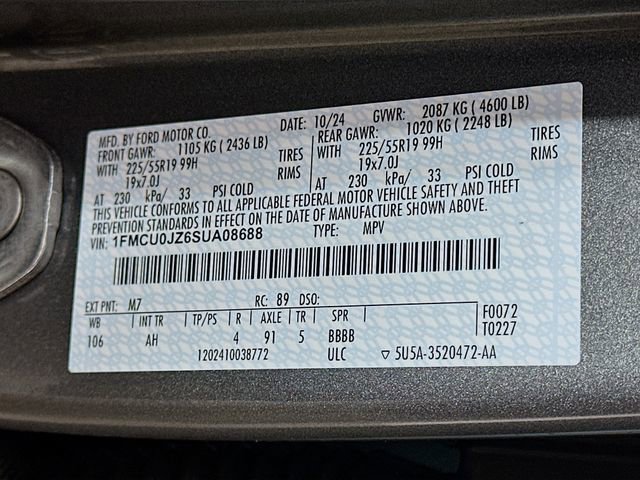 MFD. BY FORD MOTOR CO. DATE: 10/24 GVWR: 2087 KG ( 4600 LB)
FRONT GAWR: 1105 KG ( 2436 LB) REAR GAWR: 1020 KG ( 2248 LB)
WITH 225/55R19 99H TIRES WITH 225/55R19 99H TIRES
19x7.0J RIMS 19x7.0J RIMS
AT 230 kPa/ 33 PSI COLD AT 230 kPa/ 33 PSI COLD
THIS VEHICLE CONFORMS TO ALL APPLICABLE FEDERAL MOTOR VEHICLE SAFETY AND THEFT
PREVENTION STANDARDS IN EFFECT ON THE DATE OF MANUFACTURE SHOWN ABOVE.
VIN: 1FMCU0JZ6SUA08688 TYPE: MPV
EXT PNT: M7 RC: 89 DSO: F0072
WB INT TR TP/PS R AXLE TR SPR T0227
106 AH 4 91 5 BBBB
1202410038772 ULC ▽ 5U5A-3520472-AA